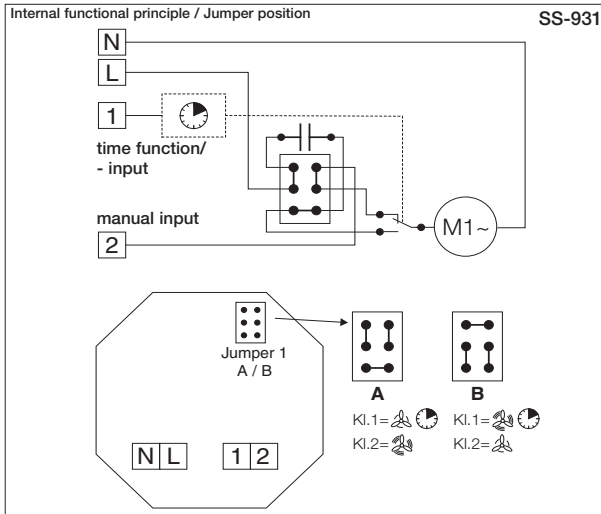 Internal functional principle / Jumper position
SS-931
N
L
1
time function/
- input
manual input
2
M1~
Jumper 1
A / B
N L
1 2
A
Kl.1=
Kl.2=
B
Kl.1=
Kl.2=